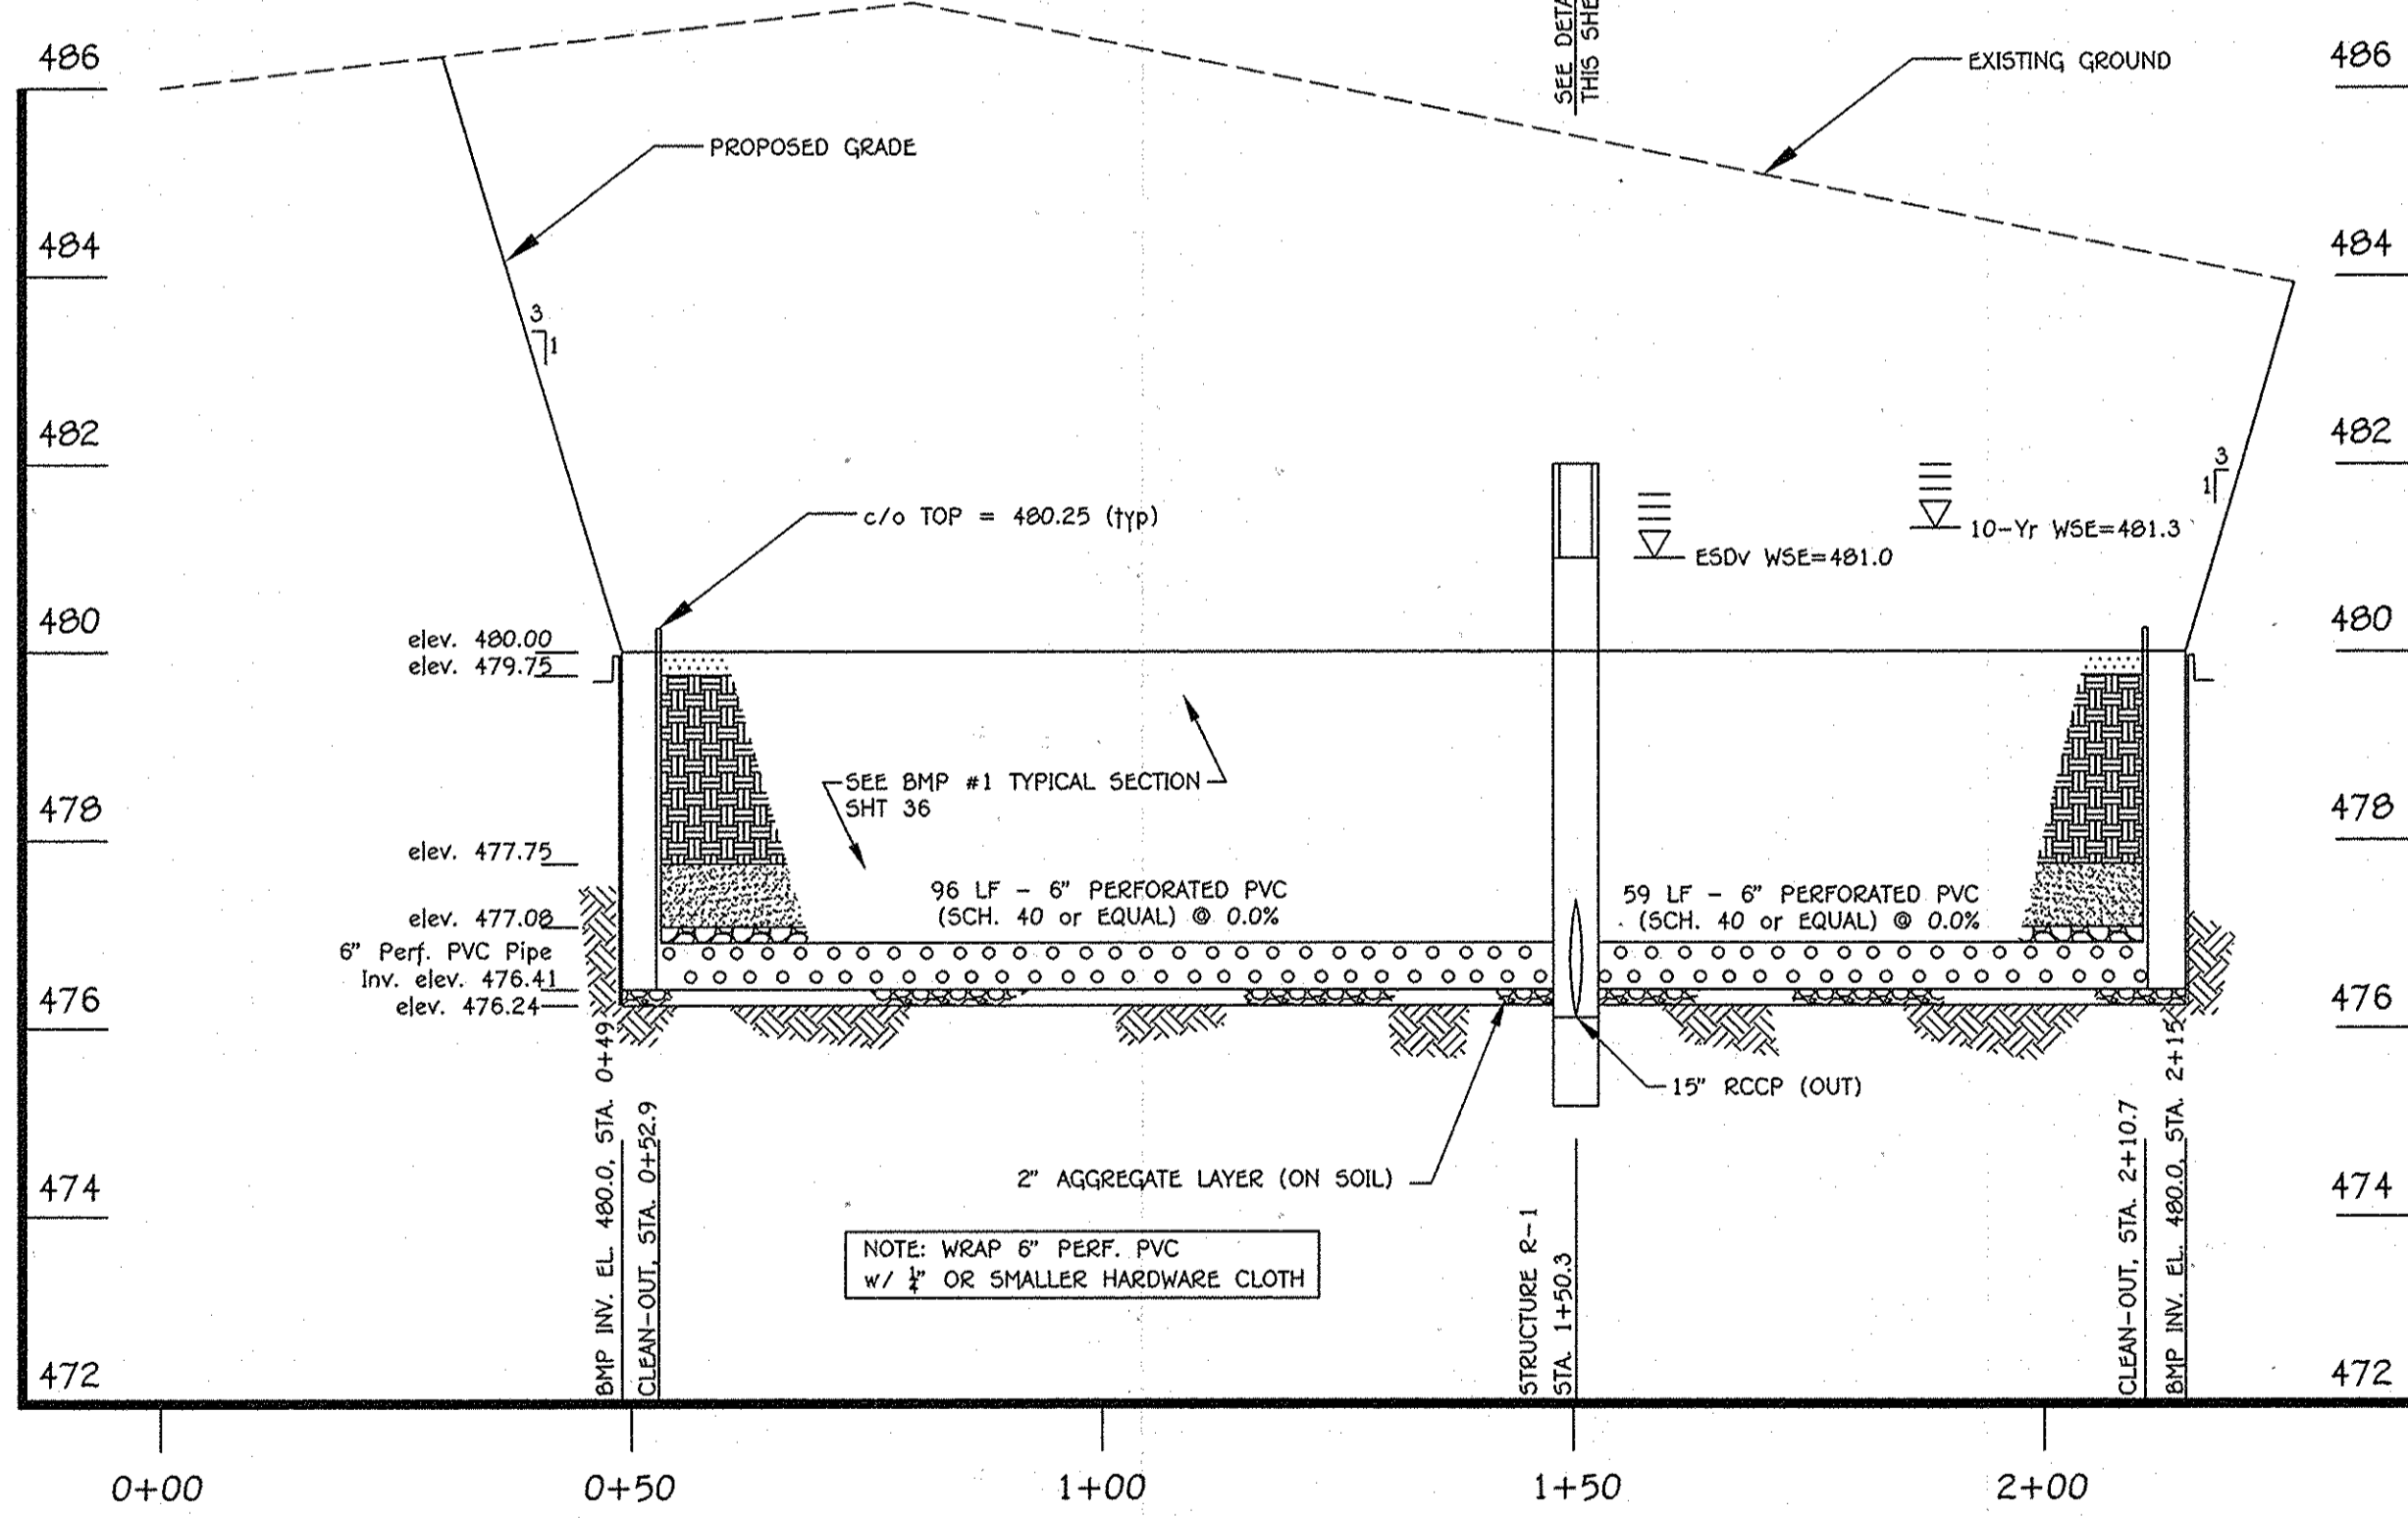 SEE DETA
THIS SHE
486
484
482
480
478
476
474
472
EXISTING GROUND
PROPOSED GRADE
3
1
c/o TOP = 480.25 (typ)
10-Yr WSE=481.3
ESDv WSE=481.0
3
1
elev. 480.00
elev. 479.75
SEE BMP #1 TYPICAL SECTION
SHT 36
elev. 477.75
elev. 477.08
6" Perf. PVC Pipe
Inv. elev. 476.41
elev. 476.24
96 LF - 6" PERFORATED PVC
(SCH. 40 or EQUAL) @ 0.0%
59 LF - 6" PERFORATED PVC
(SCH. 40 or EQUAL) @ 0.0%
15" RCCP (OUT)
2" AGGREGATE LAYER (ON SOIL)
NOTE: WRAP 6" PERF. PVC
w/ 1/4" OR SMALLER HARDWARE CLOTH
BMP INV. EL. 480.0, STA. 0+49
CLEAN-OUT, STA. 0+52.9
STRUCTURE R-1
STA. 1+50.3
CLEAN-OUT, STA. 2+10.7
BMP INV. EL. 480.0, STA. 2+15
486
484
482
480
478
476
474
472
0+00
0+50
1+00
1+50
2+00